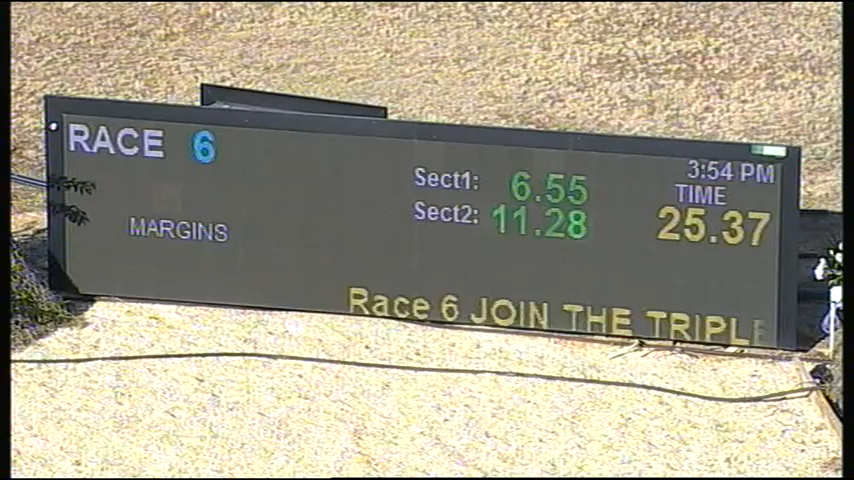 RACE 6
3:54 PM
Sect1: 6.55
TIME
Sect2: 11.28
25.37
MARGINS
Race 6 JOIN THE TRIPLE